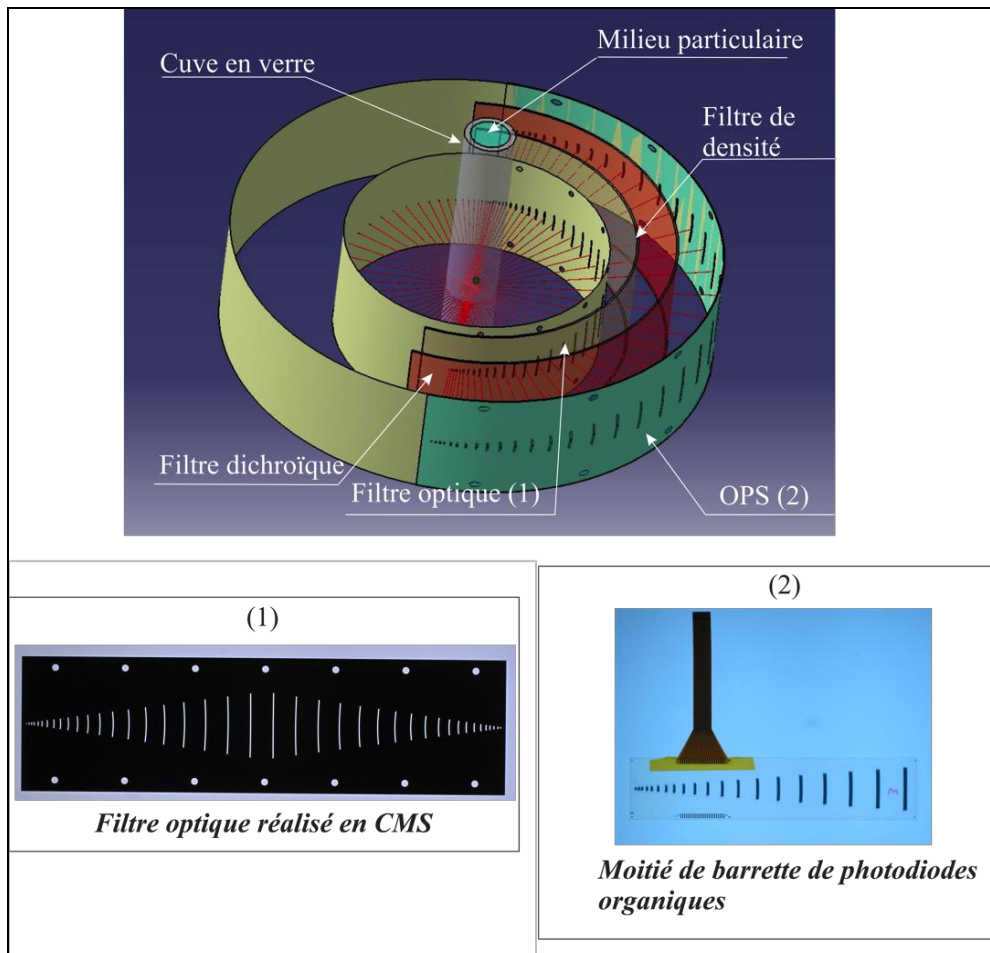 Milieu particulaire
Cuve en verre
Filtre de
densité
Filtre dichroïque
Filtre optique (1)
OPS (2)
(1)
Filtre optique réalisé en CMS
(2)
3
Moitié de barrette de photodiodes
organiques